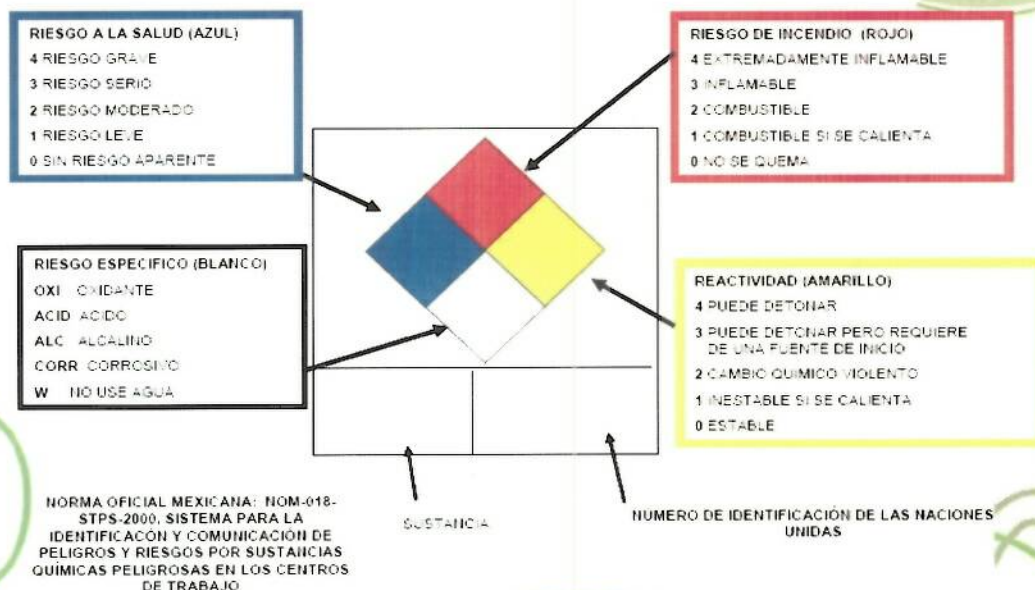 RIESGO A LA SALUD (AZUL)
4 RIESGO GRAVE
3 RIESGO SERIO
2 RIESGO MODERADO
1 RIESGO LEVE
0 SIN RIESGO APARENTE
RIESGO DE INCENDIO (ROJO)
4 EXTREMADAMENTE INFLAMABLE
3 INFLAMABLE
2 COMBUSTIBLE
1 COMBUSTIBLE SI SE CALIENTA
0 NO SE QUEMA
RIESGO ESPECIFICO (BLANCO)
OXI OXIDANTE
ACID ACIDO
ALC ALCALINO
CORR CORROSIVO
W NO USE AGUA
REACTIVIDAD (AMARILLO)
4 PUEDE DETONAR
3 PUEDE DETONAR PERO REQUIERE
DE UNA FUENTE DE INICIO
2 CAMBIO QUIMICO VIOLENTO
1 INESTABLE SI SE CALIENTA
0 ESTABLE
NORMA OFICIAL MEXICANA: NOM-018-
STPS-2000, SISTEMA PARA LA
IDENTIFICACÓN Y COMUNICACIÓN DE
PELIGROS Y RIESGOS POR SUSTANCIAS
QUÍMICAS PELIGROSAS EN LOS CENTROS
DE TRABAJO
SUSTANCIA
NUMERO DE IDENTIFICACIÓN DE LAS NACIONES
UNIDAS